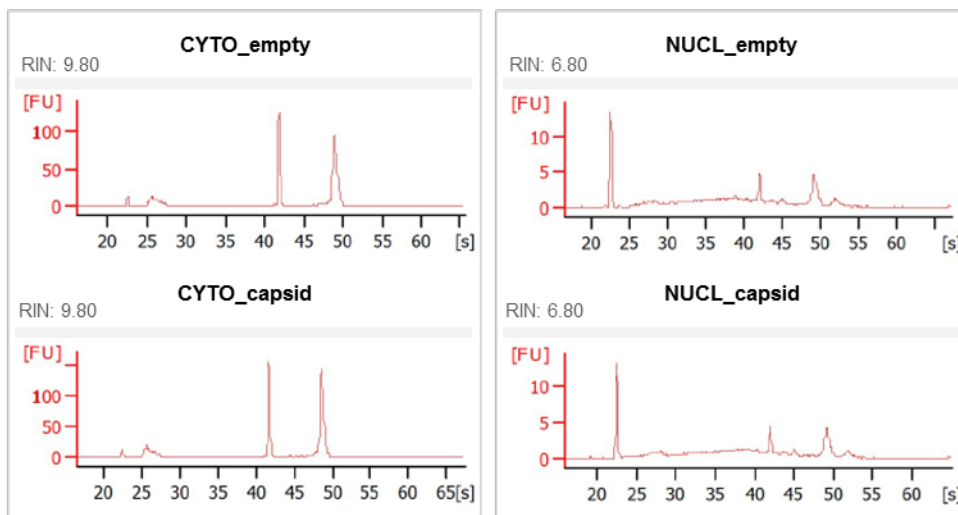 CYTO_empty
RIN: 9.80
[FU]
100
50
0
20 25 30 35 40 45 50 55 60 [s]
CYTO_capsid
RIN: 9.80
[FU]
100
50
0
20 25 30 35 40 45 50 55 60 65[s]
NUCL_empty
RIN: 6.80
[FU]
10
5
0
20 25 30 35 40 45 50 55 60 [s]
NUCL_capsid
RIN: 6.80
[FU]
10
5
0
20 25 30 35 40 45 50 55 60 [s]